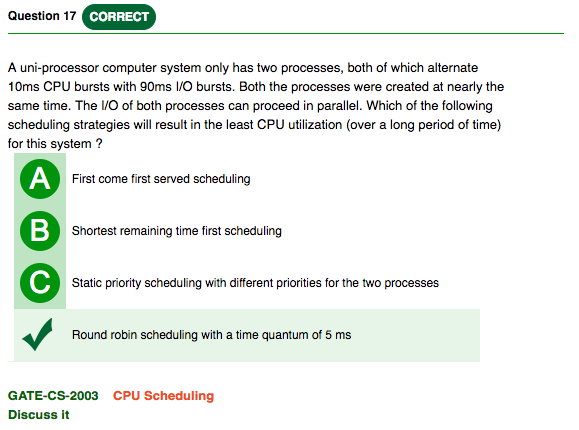 Question 17 CORRECT
A uni-processor computer system only has two processes, both of which alternate
10ms CPU bursts with 90ms I/O bursts. Both the processes were created at nearly the
same time. The I/O of both processes can proceed in parallel. Which of the following
scheduling strategies will result in the least CPU utilization (over a long period of time)
for this system ?
A First come first served scheduling
B Shortest remaining time first scheduling
C Static priority scheduling with different priorities for the two processes
Round robin scheduling with a time quantum of 5 ms
GATE-CS-2003 CPU Scheduling
Discuss it